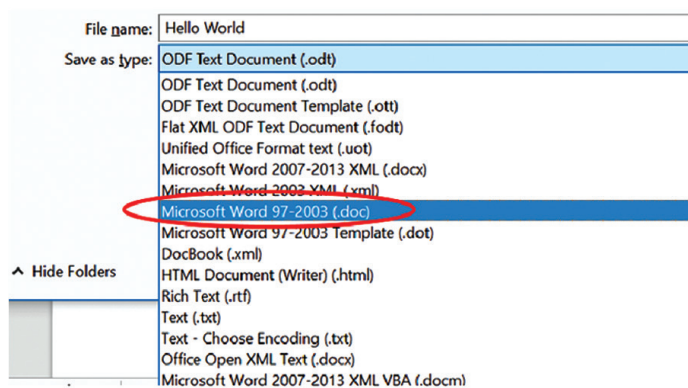 File name: Hello World
Save as type: ODF Text Document (.odt)
ODF Text Document (.odt)
ODF Text Document Template (.ott)
Flat XML ODF Text Document (.fodt)
Unified Office Format text (.uot)
Microsoft Word 2007-2013 XML (.docx)
Microsoft Word 2003 XML (.xml)
Microsoft Word 97-2003 (.doc)
Microsoft Word 97-2003 Template (.dot)
DocBook (.xml)
Hide Folders
HTML Document (Writer) (.html)
Rich Text (.rtf)
Text (.txt)
Text - Choose Encoding (.txt)
Office Open XML Text (.docx)
Microsoft Word 2007-2013 XML VBA (.docm)